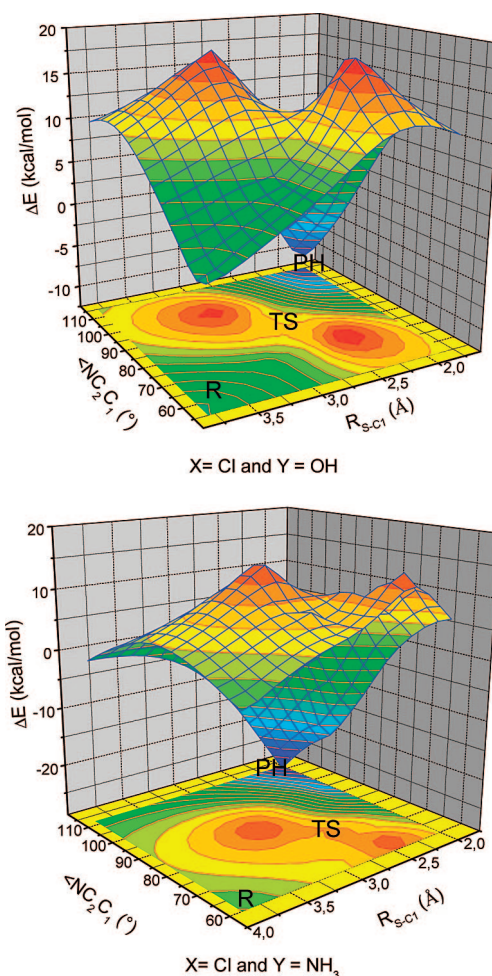 20
15
10
5
0
-5
-10
ΔE (kcal/mol)
PH
TS
R
110
100
90
80
70
60
<NC₂C₁ (°)
3,5
3,0
2,5
2,0
R_S-C1 (Å)
X= Cl and Y = OH
20
10
0
-10
-20
ΔE (kcal/mol)
PH
TS
R
110
100
90
80
70
60
<NC₂C₁ (°)
4,0
3,5
3,0
2,5
2,0
R_S-C1 (Å)
X= Cl and Y = NH₃